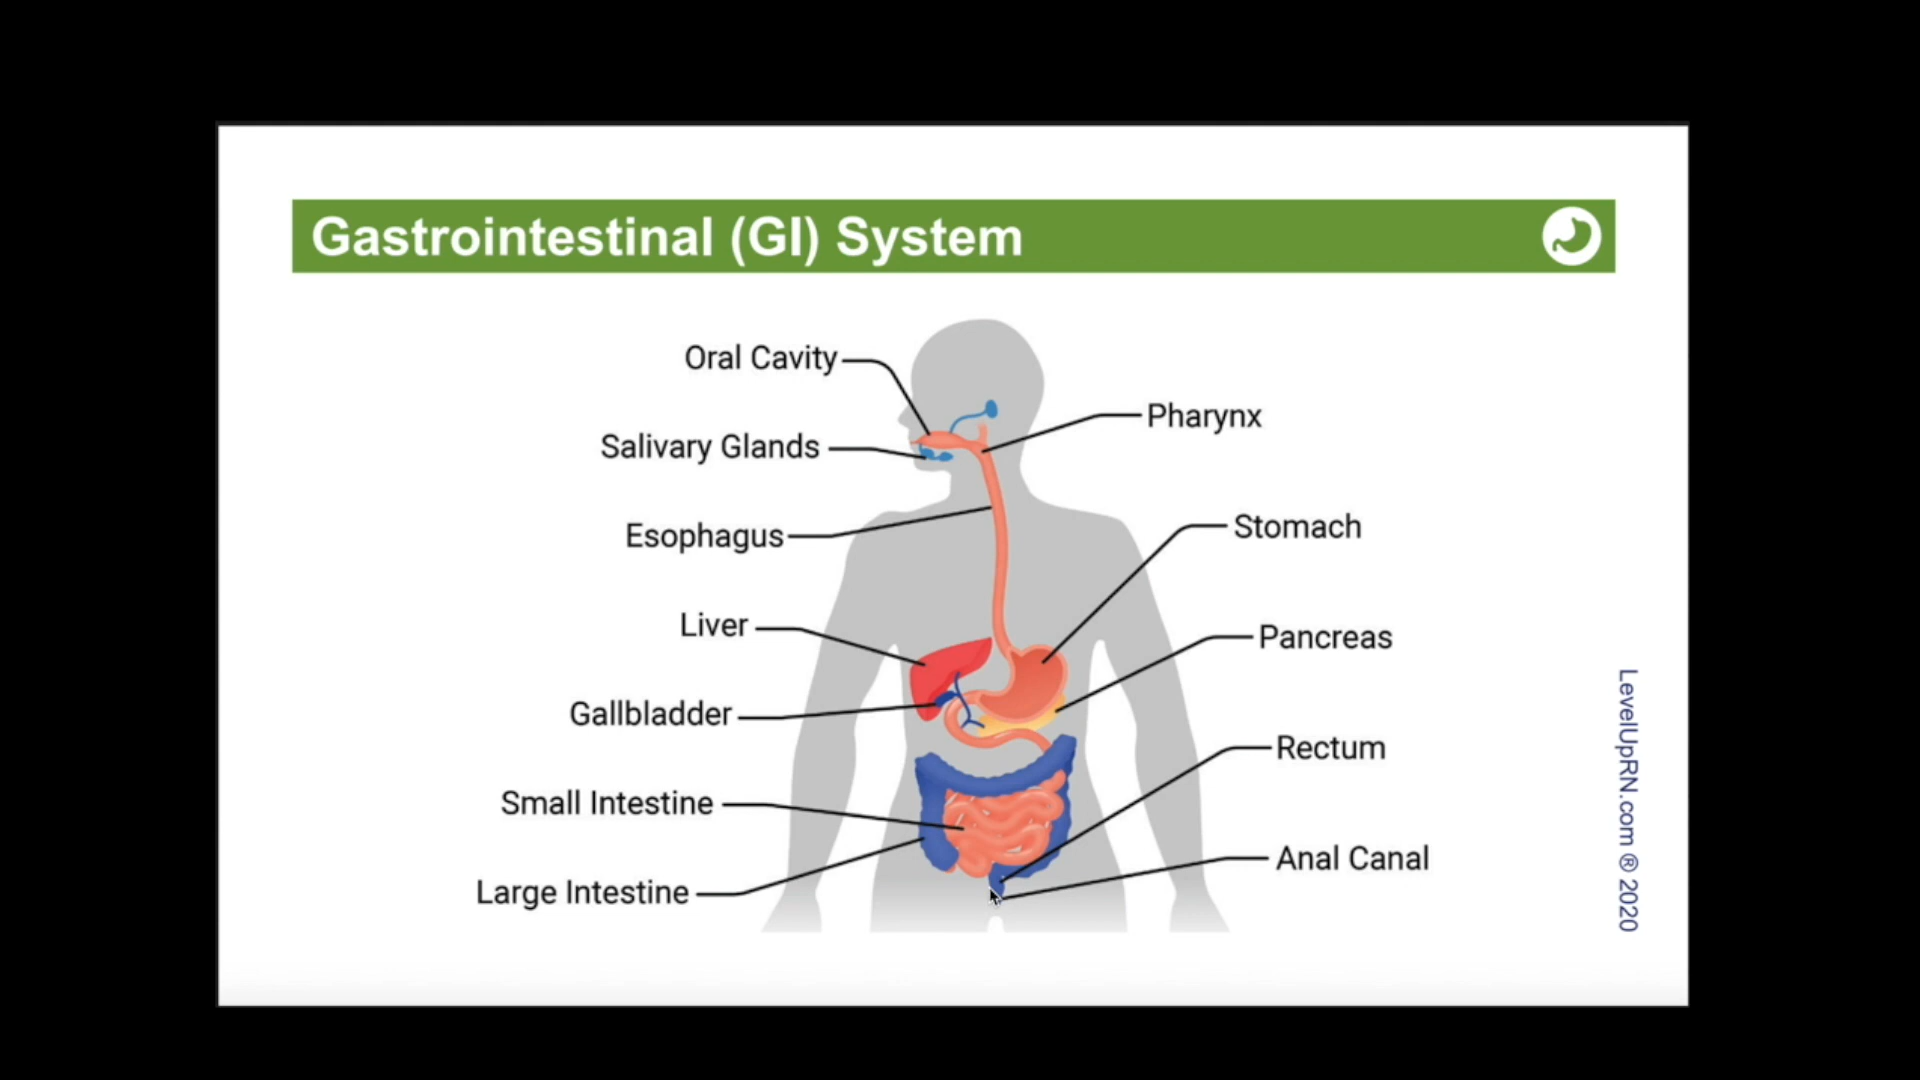 Gastrointestinal (GI) System
Oral Cavity
Pharynx
Salivary Glands
Esophagus
Stomach
Liver
Pancreas
Gallbladder
Rectum
Small Intestine
Anal Canal
Large Intestine
LevelUpRN.com ® 2020